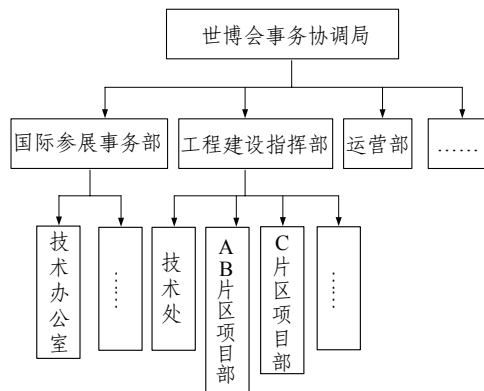 世博会事务协调局
国际参展事务部
工程建设指挥部
运营部
……
技术办公室
……
技术处
AB片区项目部
C片区项目部
……